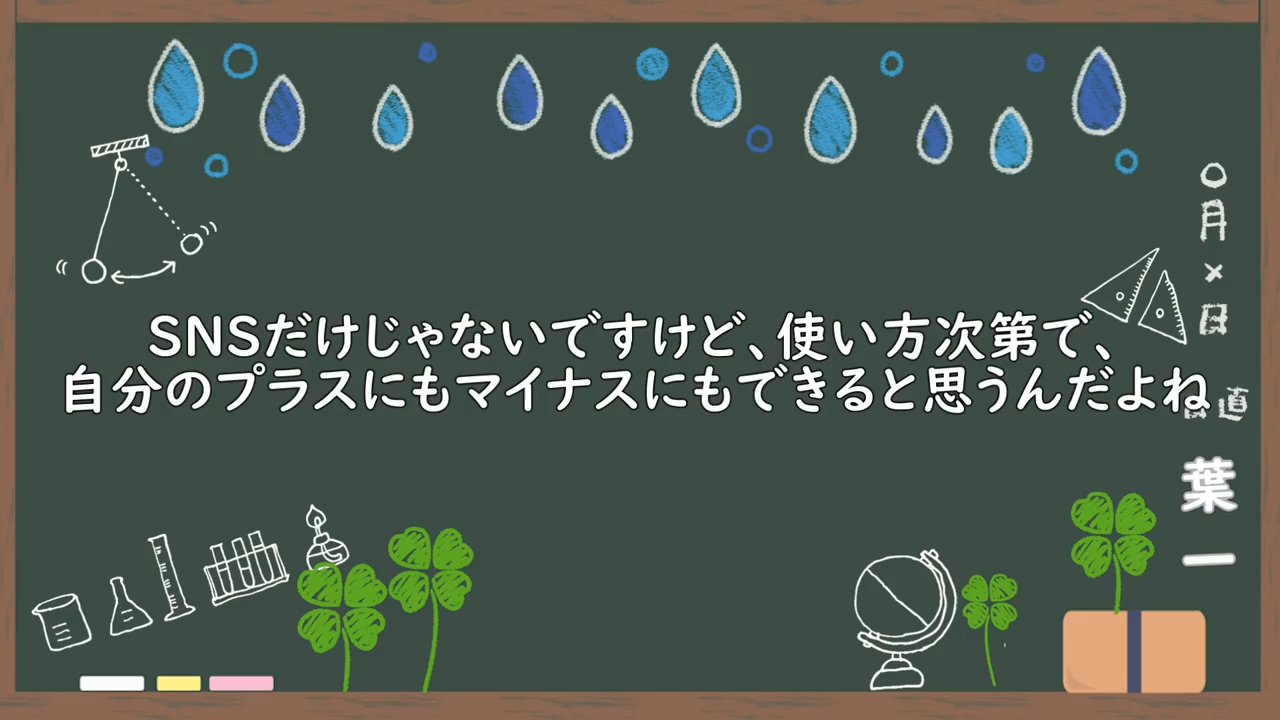 SNSだけじゃないですけど、使い方次第で、
自分のプラスにもマイナスにもできると思うんだよね
〇月×日
葉一